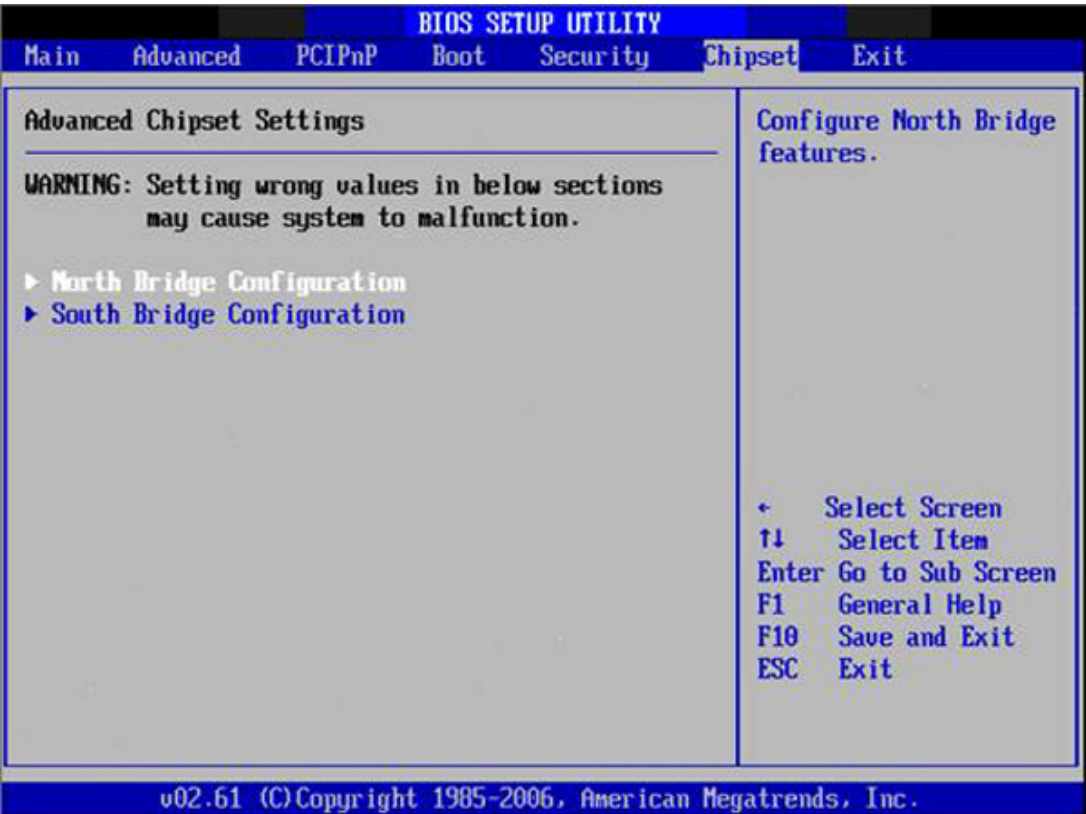 BIOS SETUP UTILITY
Main Advanced PCIPnP Boot Security Chipset Exit
Advanced Chipset Settings
WARNING: Setting wrong values in below sections
may cause system to malfunction.
▶ North Bridge Configuration
▶ South Bridge Configuration
Configure North Bridge
features.
← Select Screen
↑↓ Select Item
Enter Go to Sub Screen
F1 General Help
F10 Save and Exit
ESC Exit
v02.61 (C)Copyright 1985-2006, American Megatrends, Inc.